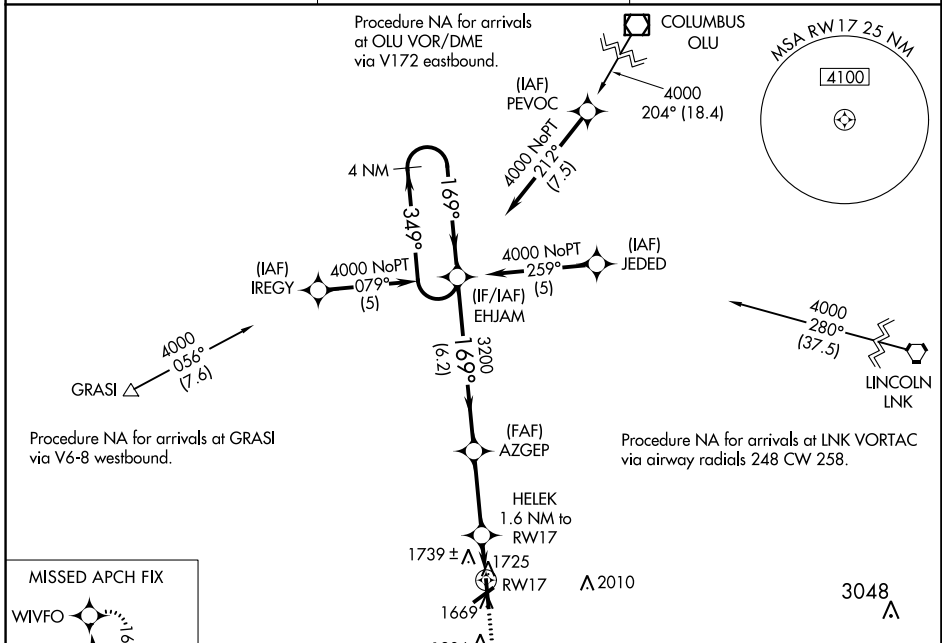 Procedure NA for arrivals
at OLU VOR/DME
via V172 eastbound.
COLUMBUS
OLU
MSA RW17 25 NM
4100
(IAF)
PEVOC
4000
204° (18.4)
4000 NoPT
212°
(7.5)
4 NM
169°
349°
(IAF)
IREGY
4000 NoPT
079°
(5)
4000 NoPT
259°
(5)
(IAF)
JEDED
(IF/IAF)
EHJAM
4000
056°
(7.6)
GRASI
3200
169°
(6.2)
4000
280°
(37.5)
LINCOLN
LNK
Procedure NA for arrivals at GRASI
via V6-8 westbound.
(FAF)
AZGEP
Procedure NA for arrivals at LNK VORTAC
via airway radials 248 CW 258.
HELEK
1.6 NM to
RW17
1739 ±
1725
RW17
2010
1669
3048
MISSED APCH FIX
WIVFO